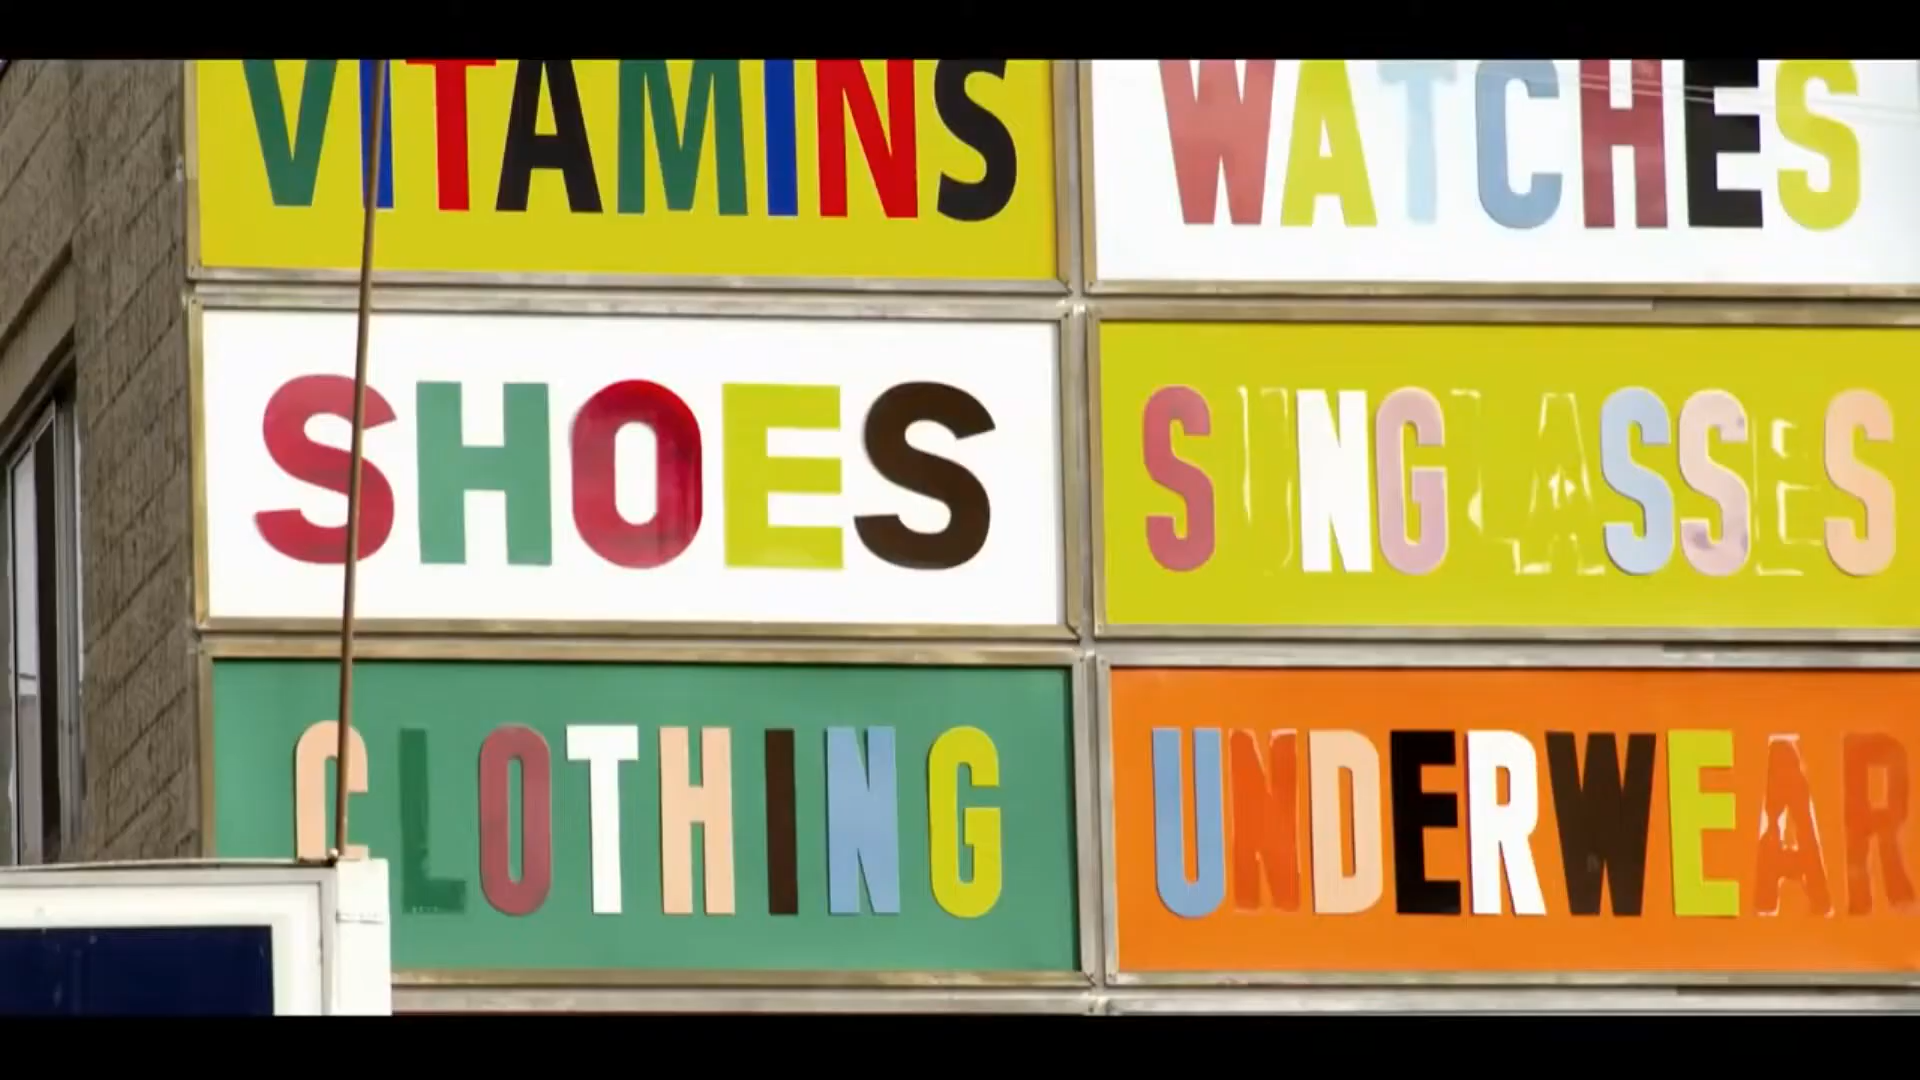 VITAMINS
WATCHES
SHOES
SUNGLASSES
CLOTHING
UNDERWEAR